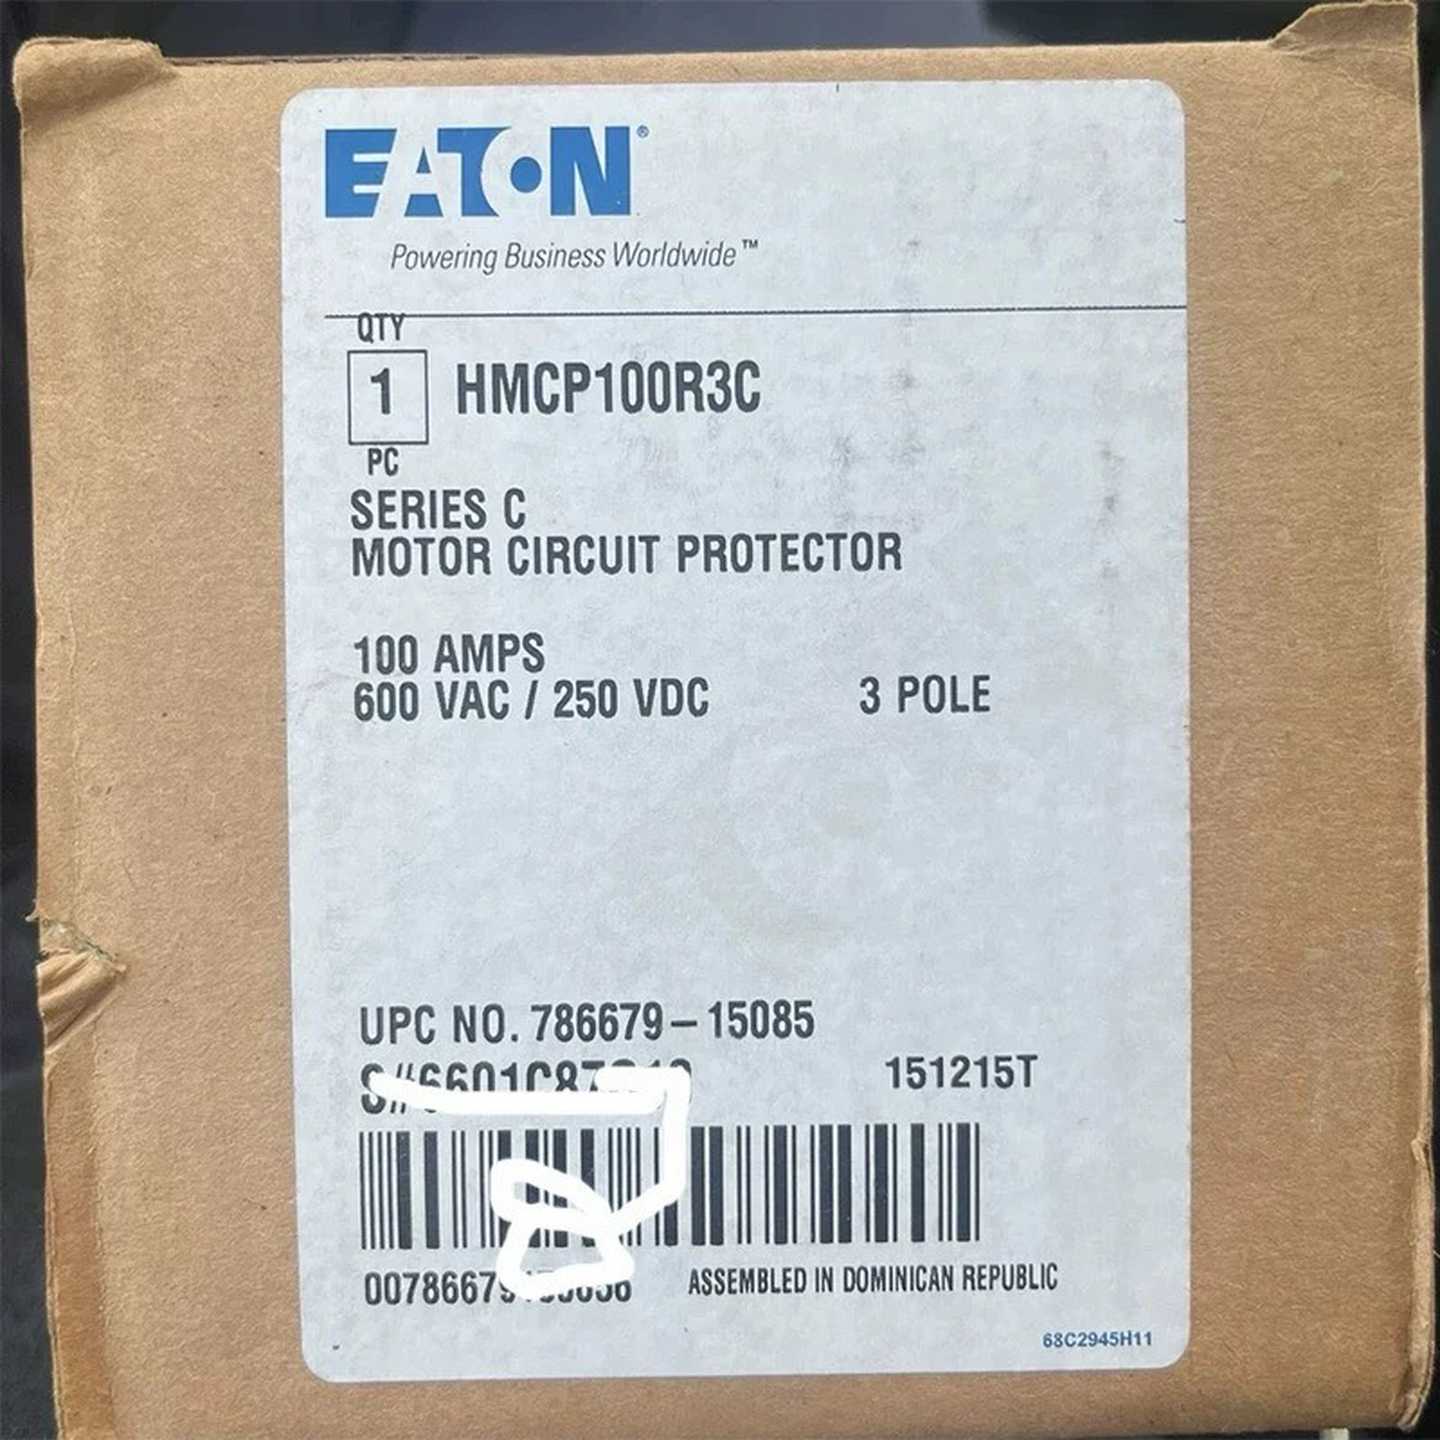 EATON®
Powering Business Worldwide™
QTY
1 HMCP100R3C
PC
SERIES C
MOTOR CIRCUIT PROTECTOR
100 AMPS
600 VAC / 250 VDC 3 POLE
UPC NO. 786679-15085
151215T
ASSEMBLED IN DOMINICAN REPUBLIC
68C2945H11